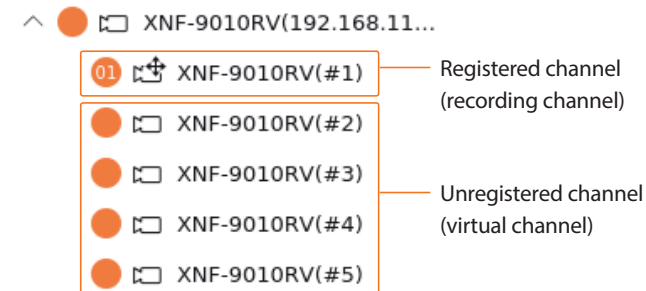 XNF-9010RV(192.168.11...
01 XNF-9010RV(#1)
Registered channel
(recording channel)
XNF-9010RV(#2)
XNF-9010RV(#3)
XNF-9010RV(#4)
XNF-9010RV(#5)
Unregistered channel
(virtual channel)